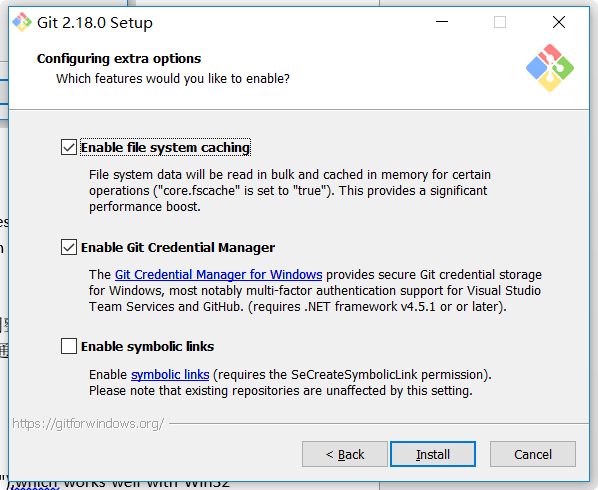 Git 2.18.0 Setup
Configuring extra options
Which features would you like to enable?
Enable file system caching
File system data will be read in bulk and cached in memory for certain
operations ("core.fscache" is set to "true"). This provides a significant
performance boost.
Enable Git Credential Manager
The Git Credential Manager for Windows provides secure Git credential storage
for Windows, most notably multi-factor authentication support for Visual Studio
Team Services and GitHub. (requires .NET framework v4.5.1 or or later).
Enable symbolic links
Enable symbolic links (requires the SeCreateSymbolicLink permission).
Please note that existing repositories are unaffected by this setting.
https://gitforwindows.org/
< Back
Install
Cancel
"),which works well with Win32